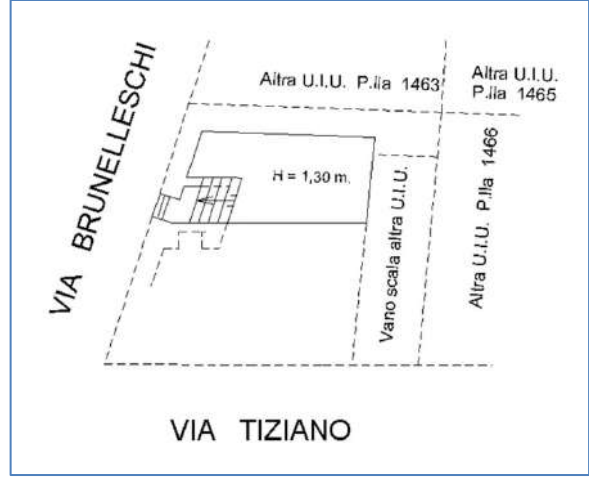 Altra U.I.U. P.lla 1463
Altra U.I.U.
P.lla 1465
VIA BRUNELLESCHI
H = 1,30 m.
Vano scala altra U.I.U.
Altra U.I.U. P.lla 1466
VIA TIZIANO